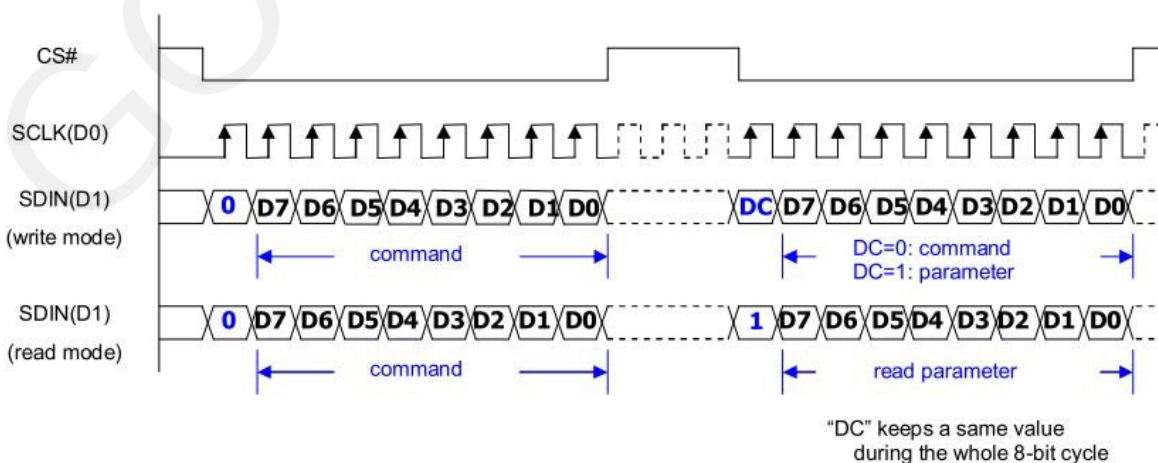 CS#
SCLK(D0)
SDIN(D1)
(write mode)
0 D7 D6 D5 D4 D3 D2 D1 D0
DC D7 D6 D5 D4 D3 D2 D1 D0
command
DC=0: command
DC=1: parameter
SDIN(D1)
(read mode)
0 D7 D6 D5 D4 D3 D2 D1 D0
1 D7 D6 D5 D4 D3 D2 D1 D0
command
read parameter
“DC” keeps a same value
during the whole 8-bit cycle